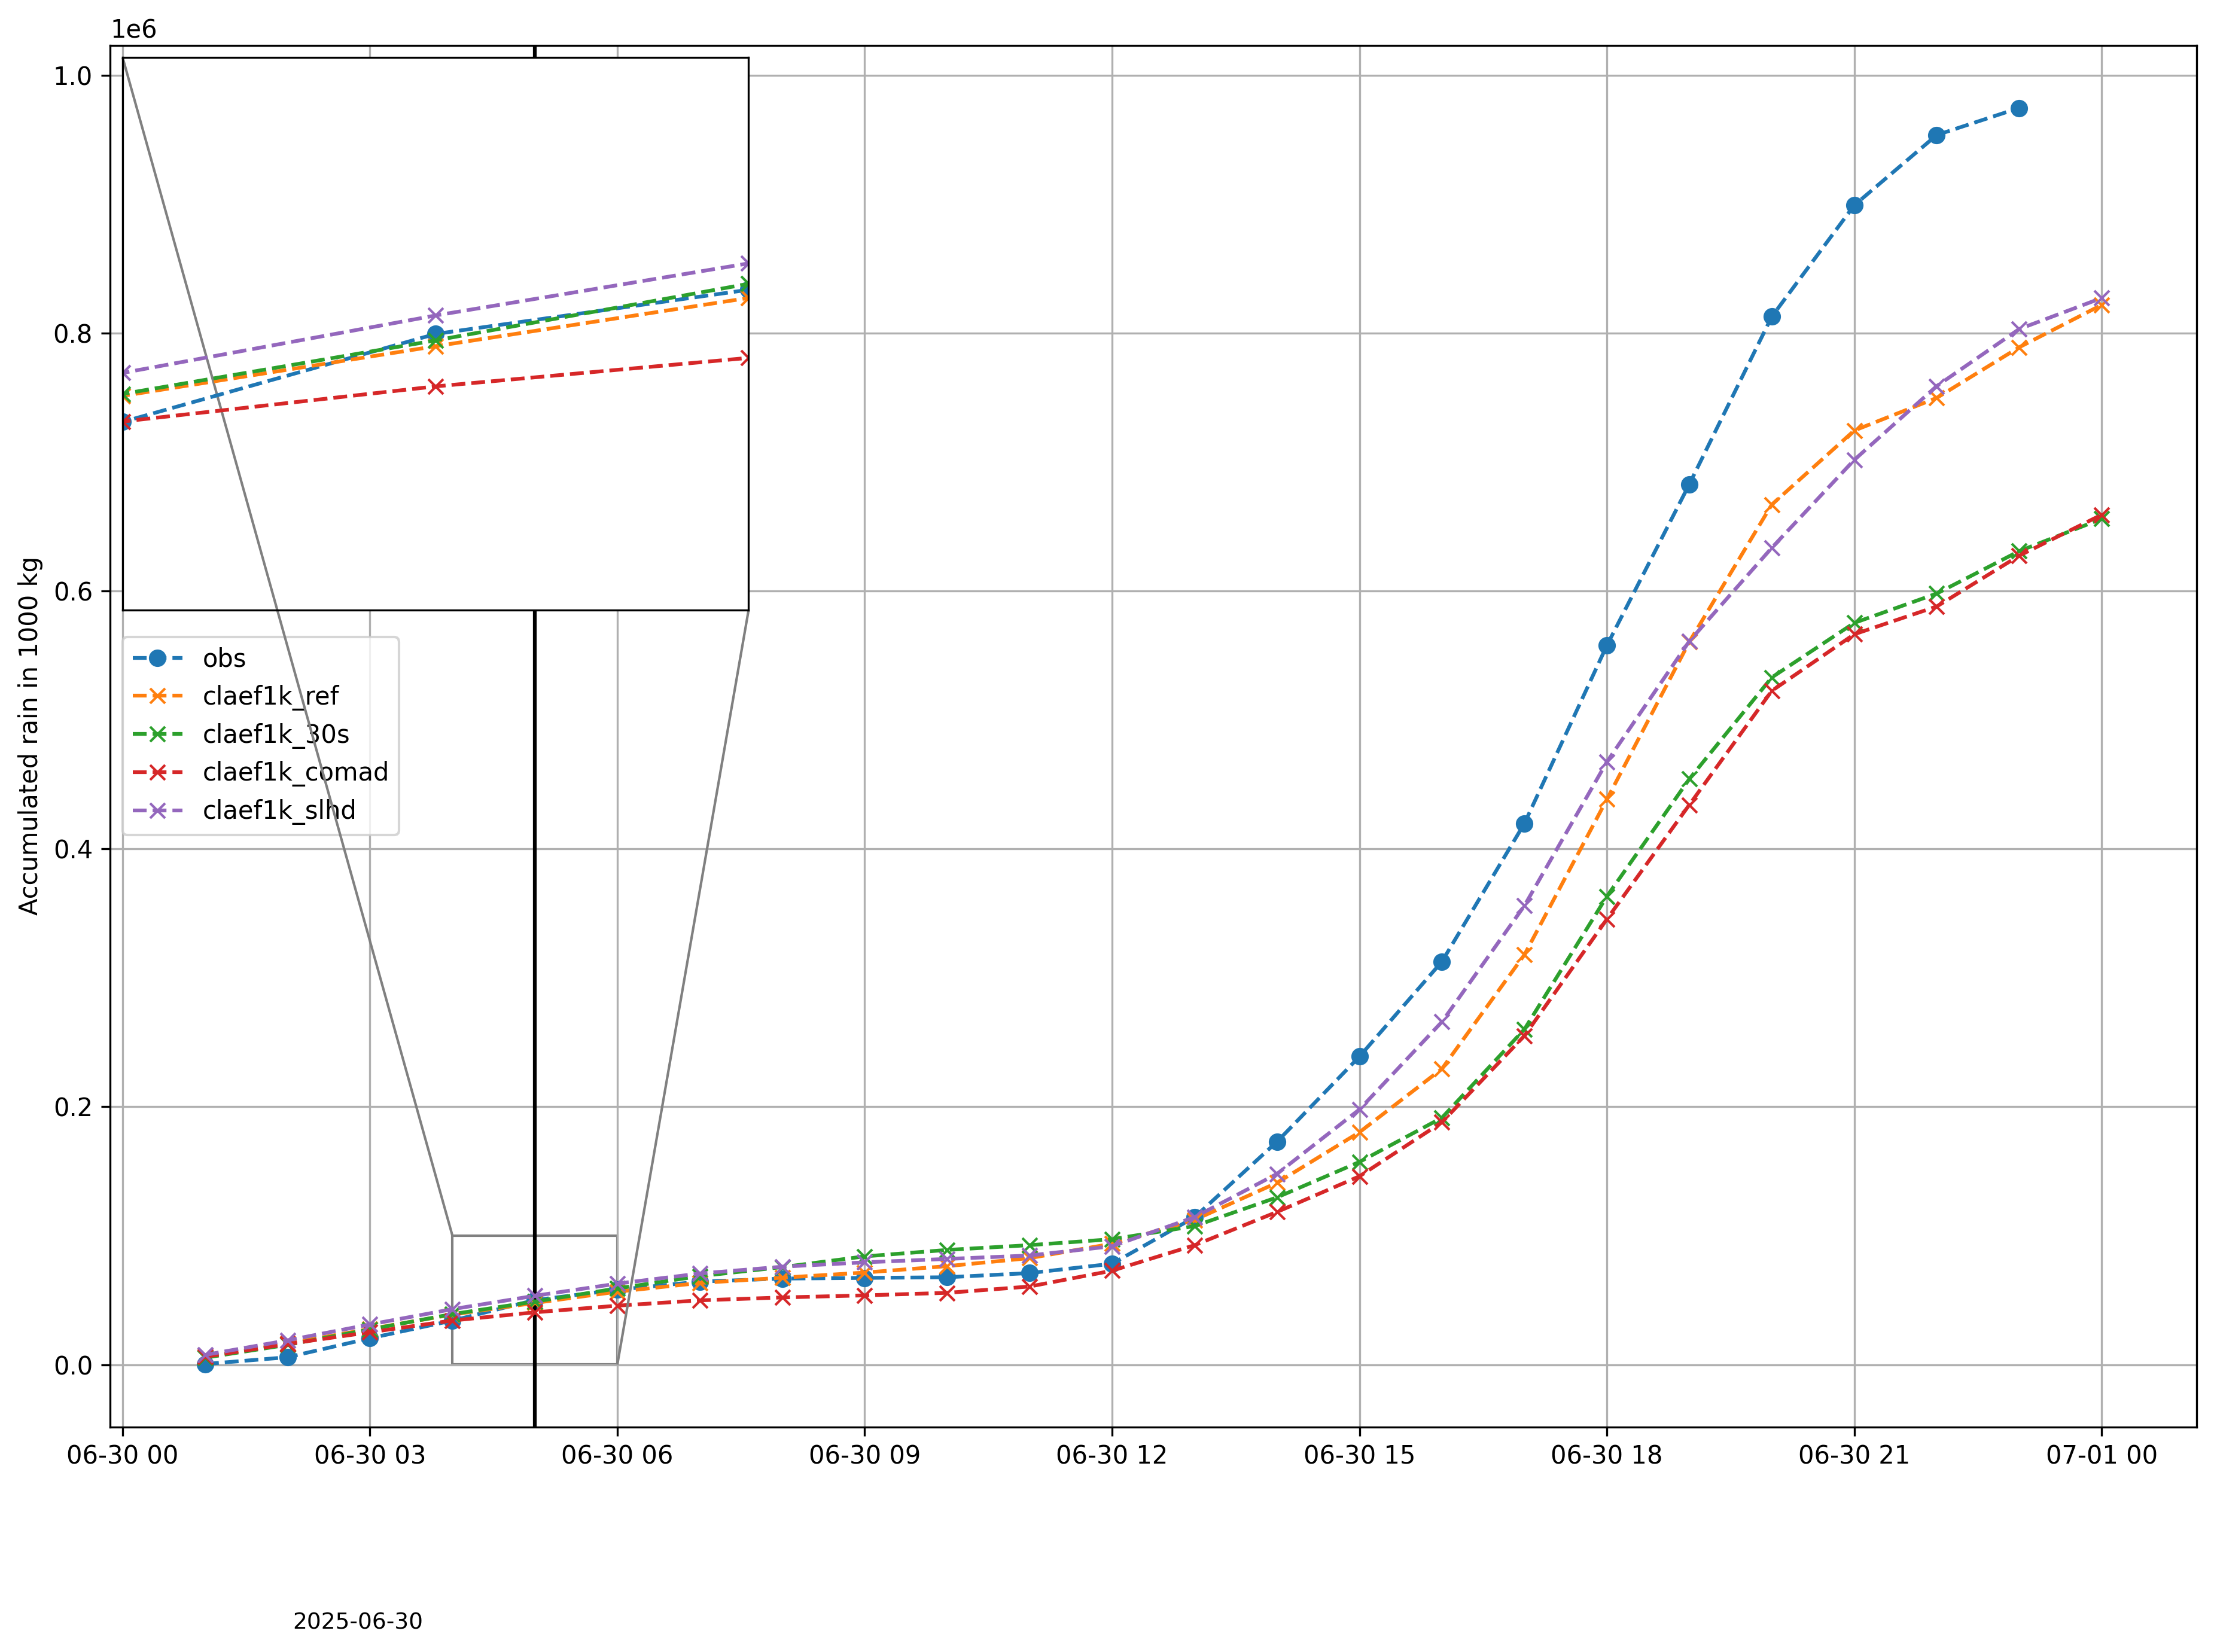 1e6
1.0
0.8
0.6
0.4
0.2
0.0
Accumulated rain in 1000 kg
obs
claef1k_ref
claef1k_30s
claef1k_comad
claef1k_slhd
06-30 00 06-30 03 06-30 06 06-30 09 06-30 12 06-30 15 06-30 18 06-30 21 07-01 00
2025-06-30